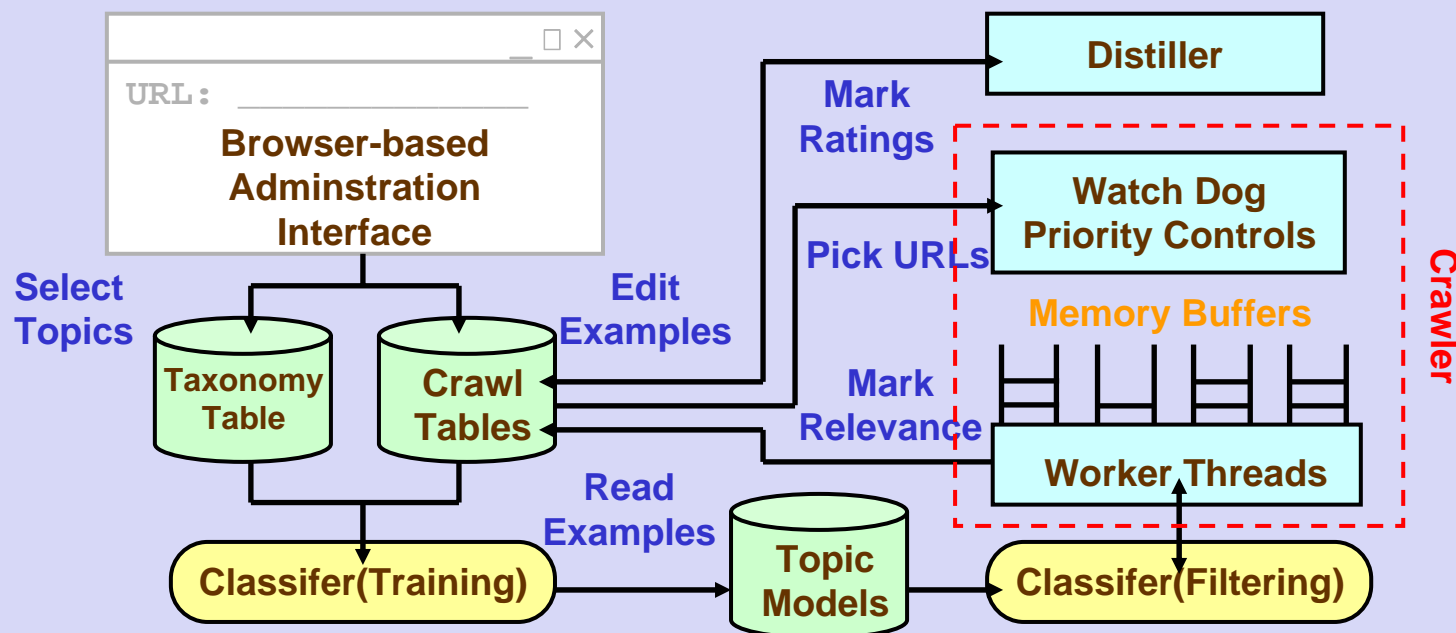 URL: _______________
Browser-based
Adminstration
Interface
Distiller
Mark
Ratings
Watch Dog
Priority Controls
Pick URLs
Select
Topics
Edit
Examples
Memory Buffers
Crawler
Taxonomy
Table
Crawl
Tables
Mark
Relevance
Worker Threads
Read
Examples
Classifer(Training)
Topic
Models
Classifer(Filtering)